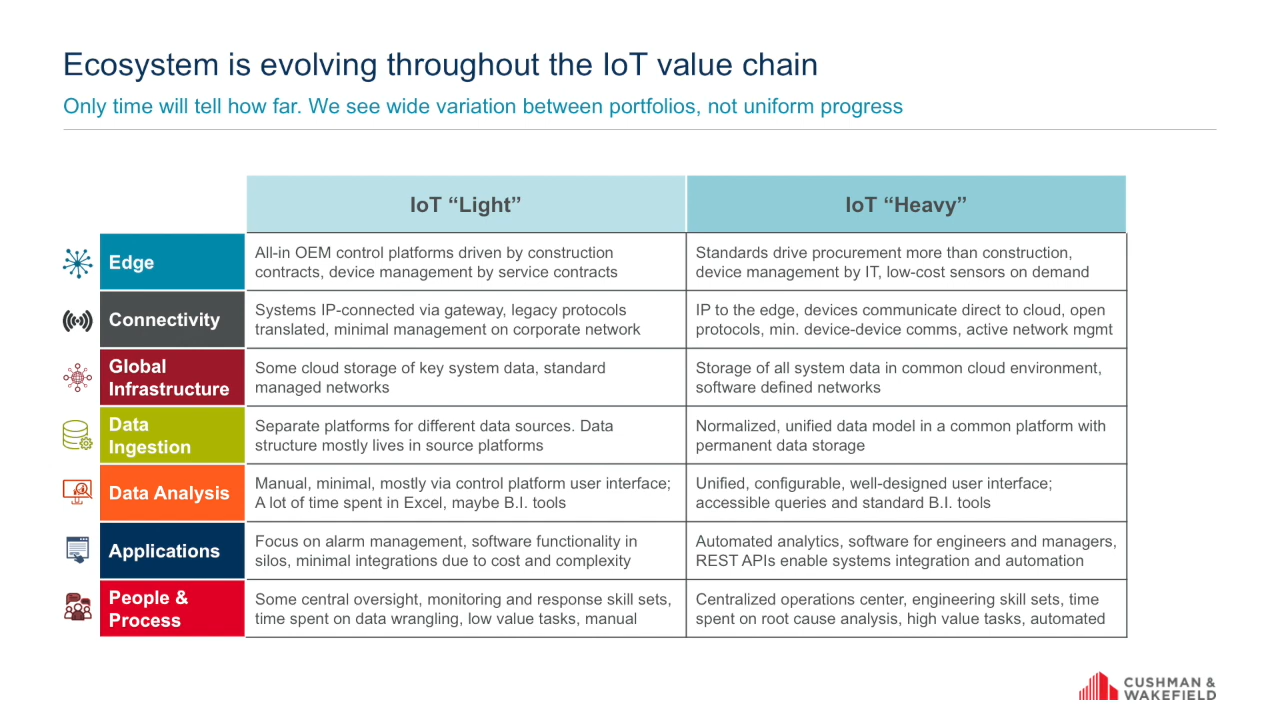 Ecosystem is evolving throughout the IoT value chain
Only time will tell how far. We see wide variation between portfolios, not uniform progress
IoT “Light”
IoT “Heavy”
Edge
All-in OEM control platforms driven by construction
contracts, device management by service contracts
Standards drive procurement more than construction,
device management by IT, low-cost sensors on demand
Connectivity
Systems IP-connected via gateway, legacy protocols
translated, minimal management on corporate network
IP to the edge, devices communicate direct to cloud, open
protocols, min. device-device comms, active network mgmt
Global
Infrastructure
Some cloud storage of key system data, standard
managed networks
Storage of all system data in common cloud environment,
software defined networks
Data
Ingestion
Separate platforms for different data sources. Data
structure mostly lives in source platforms
Normalized, unified data model in a common platform with
permanent data storage
Data Analysis
Manual, minimal, mostly via control platform user interface;
A lot of time spent in Excel, maybe B.I. tools
Unified, configurable, well-designed user interface;
accessible queries and standard B.I. tools
Applications
Focus on alarm management, software functionality in
silos, minimal integrations due to cost and complexity
Automated analytics, software for engineers and managers,
REST APIs enable systems integration and automation
People &
Process
Some central oversight, monitoring and response skill sets,
time spent on data wrangling, low value tasks, manual
Centralized operations center, engineering skill sets, time
spent on root cause analysis, high value tasks, automated
CUSHMAN &
WAKEFIELD